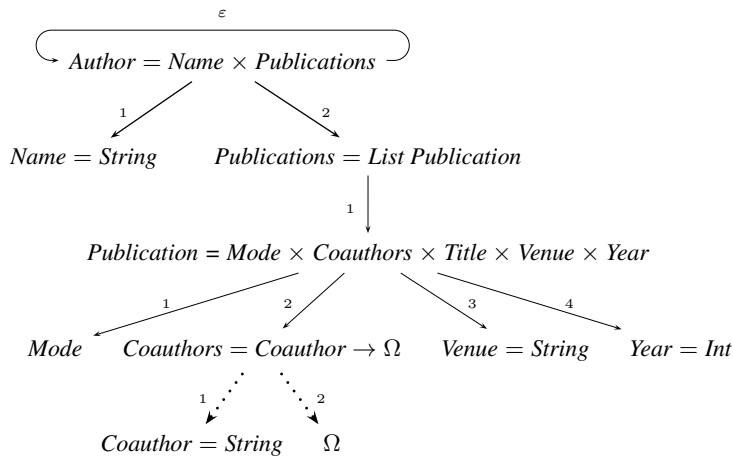 ε
Author = Name × Publications
1 2
Name = String Publications = List Publication
1
Publication = Mode × Coauthors × Title × Venue × Year
1 2 3 4
Mode Coauthors = Coauthor → Ω Venue = String Year = Int
1 2
Coauthor = String Ω